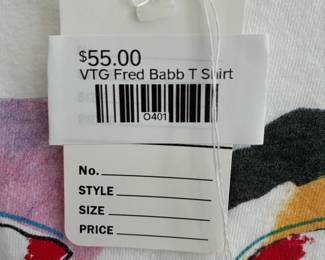 $55.00
VTG Fred Babb T Shirt
O401
No.
STYLE
SIZE
PRICE